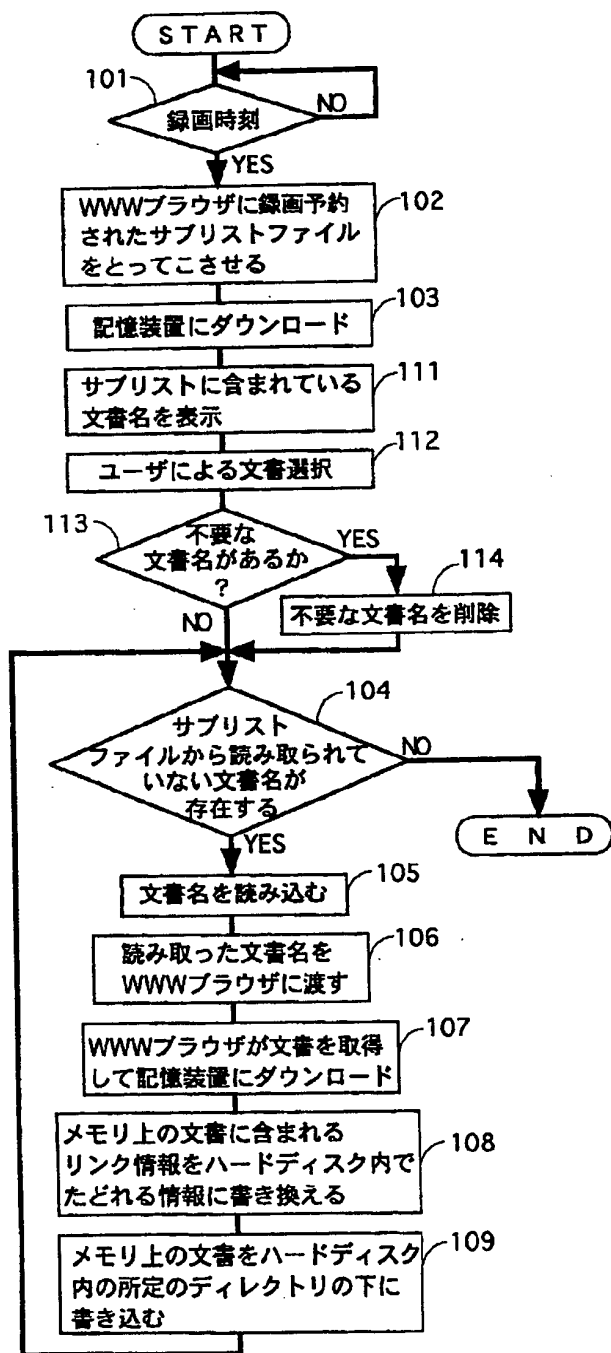 START
101
録画時刻
NO
YES
WWWブラウザに録画予約
されたサブリストファイル
をとってこさせる
102
記憶装置にダウンロード
103
サブリストに含まれている
文書名を表示
111
ユーザによる文書選択
112
113
不要な
文書名があるか
?
YES
NO
114
不要な文書名を削除
104
サブリスト
ファイルから読み取られて
いない文書名が
存在する
NO
YES
END
文書名を読み込む
105
読み取った文書名を
WWWブラウザに渡す
106
WWWブラウザが文書を取得
して記憶装置にダウンロード
107
メモリ上の文書に含まれる
リンク情報をハードディスク内で
たどれる情報に書き換える
108
メモリ上の文書をハードディスク
内の所定のディレクトリの下に
書き込む
109